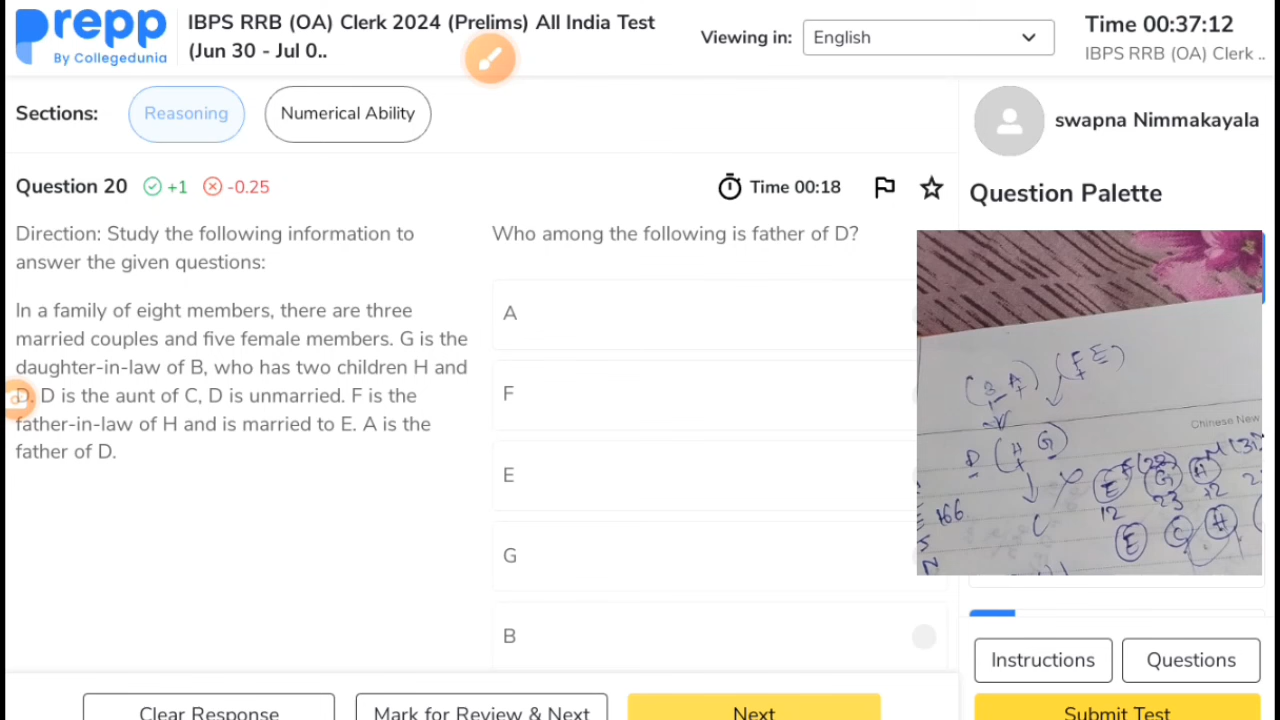 prepp
By Collegedunia
IBPS RRB (OA) Clerk 2024 (Prelims) All India Test
(Jun 30 - Jul 0..
Viewing in:
English
Time 00:37:12
IBPS RRB (OA) Clerk ..
Sections:
Reasoning
Numerical Ability
swapna Nimmakayala
Question 20
+1
-0.25
Time 00:18
Question Palette
Direction: Study the following information to
answer the given questions:
In a family of eight members, there are three
married couples and five female members. G is the
daughter-in-law of B, who has two children H and
D. D is the aunt of C, D is unmarried. F is the
father-in-law of H and is married to E. A is the
father of D.
Who among the following is father of D?
A
F
E
G
B
(B A) (F E)
Chinese New
D (H G)
C
166
E G H
12 23 12
E C H
Instructions
Questions
Clear Response
Mark for Review & Next
Next
Submit Test